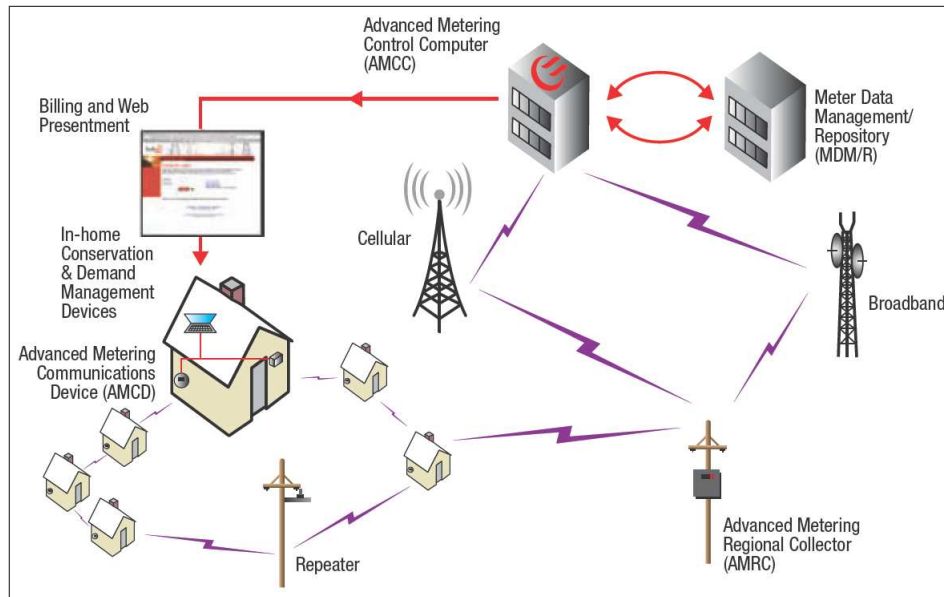 Advanced Metering
Control Computer
(AMCC)
Billing and Web
Presentment
Meter Data
Management/
Repository
(MDM/R)
In-home
Conservation
& Demand
Management
Devices
Cellular
Broadband
Advanced Metering
Communications
Device (AMCD)
Repeater
Advanced Metering
Regional Collector
(AMRC)